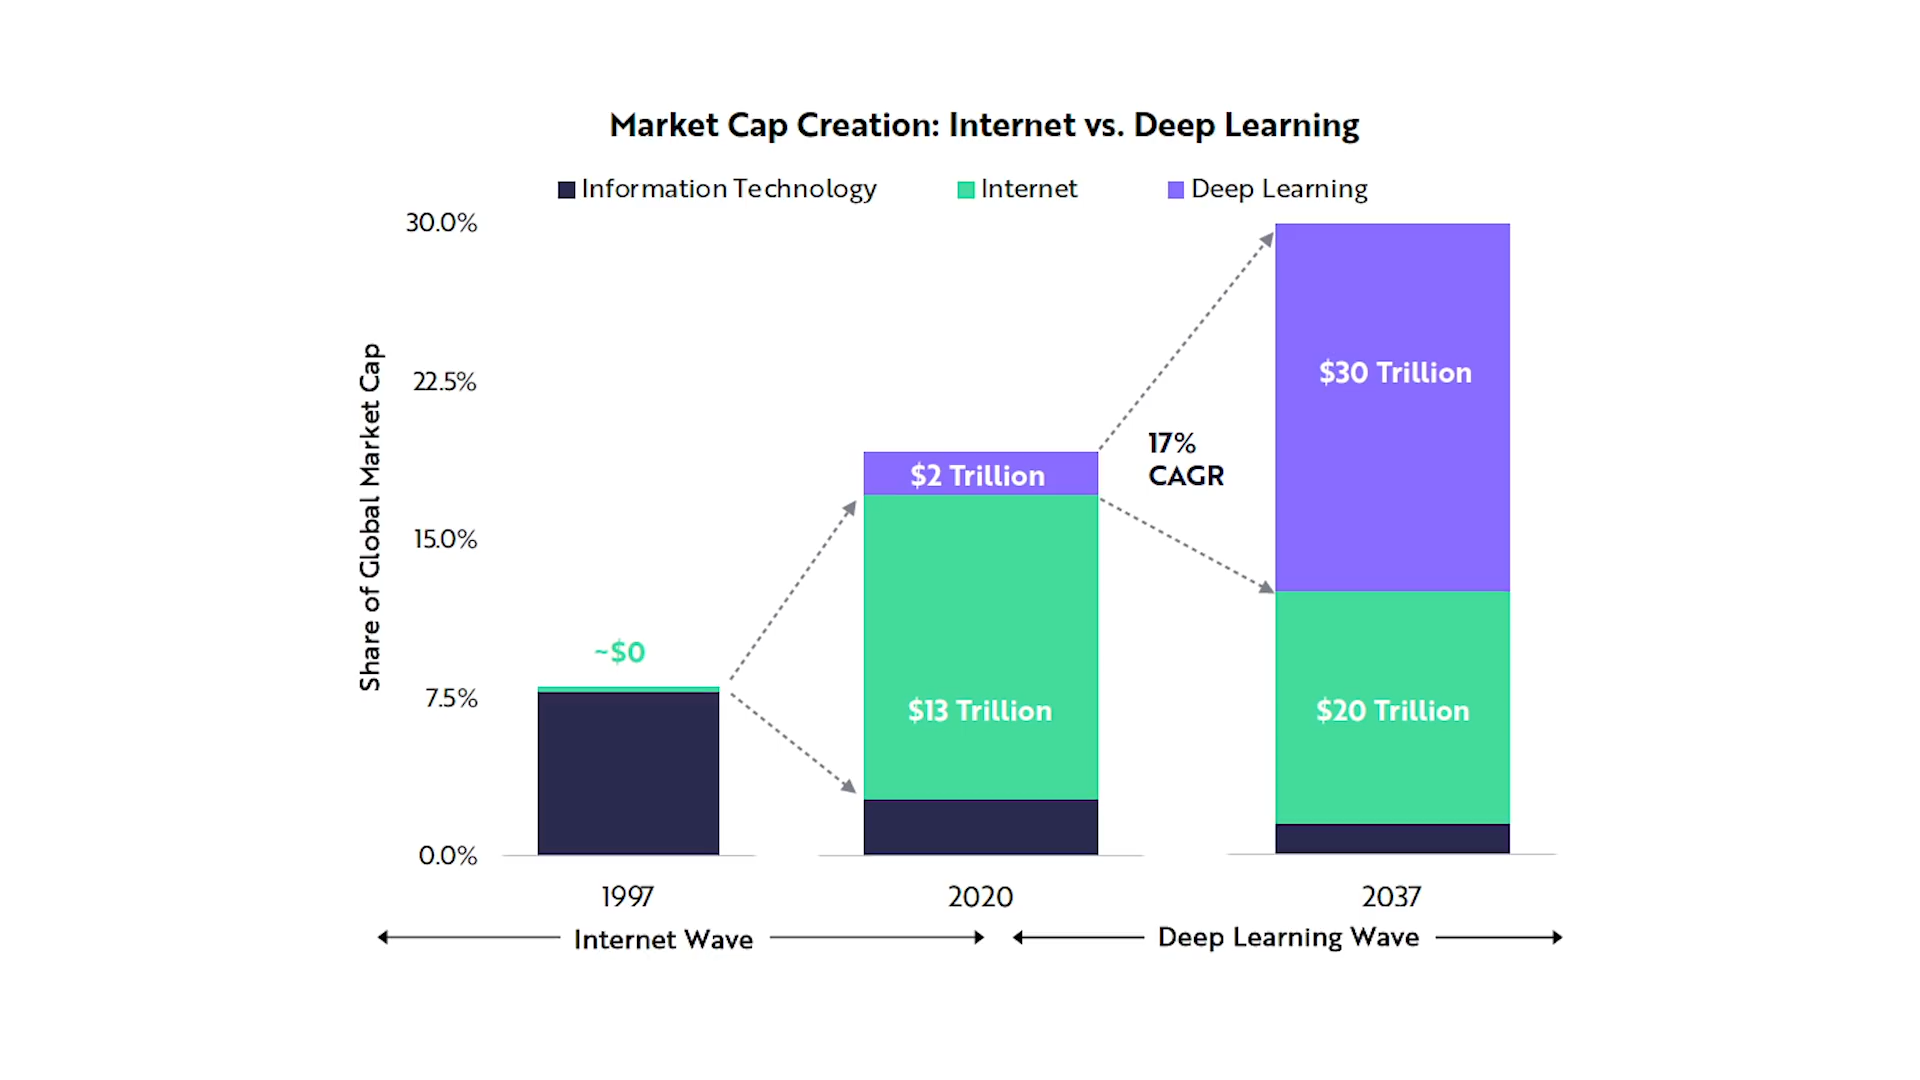 Market Cap Creation: Internet vs. Deep Learning
Information Technology
Internet
Deep Learning
Share of Global Market Cap
30.0%
22.5%
15.0%
7.5%
0.0%
~$0
$2 Trillion
$13 Trillion
17%
CAGR
$30 Trillion
$20 Trillion
1997
2020
2037
Internet Wave
Deep Learning Wave